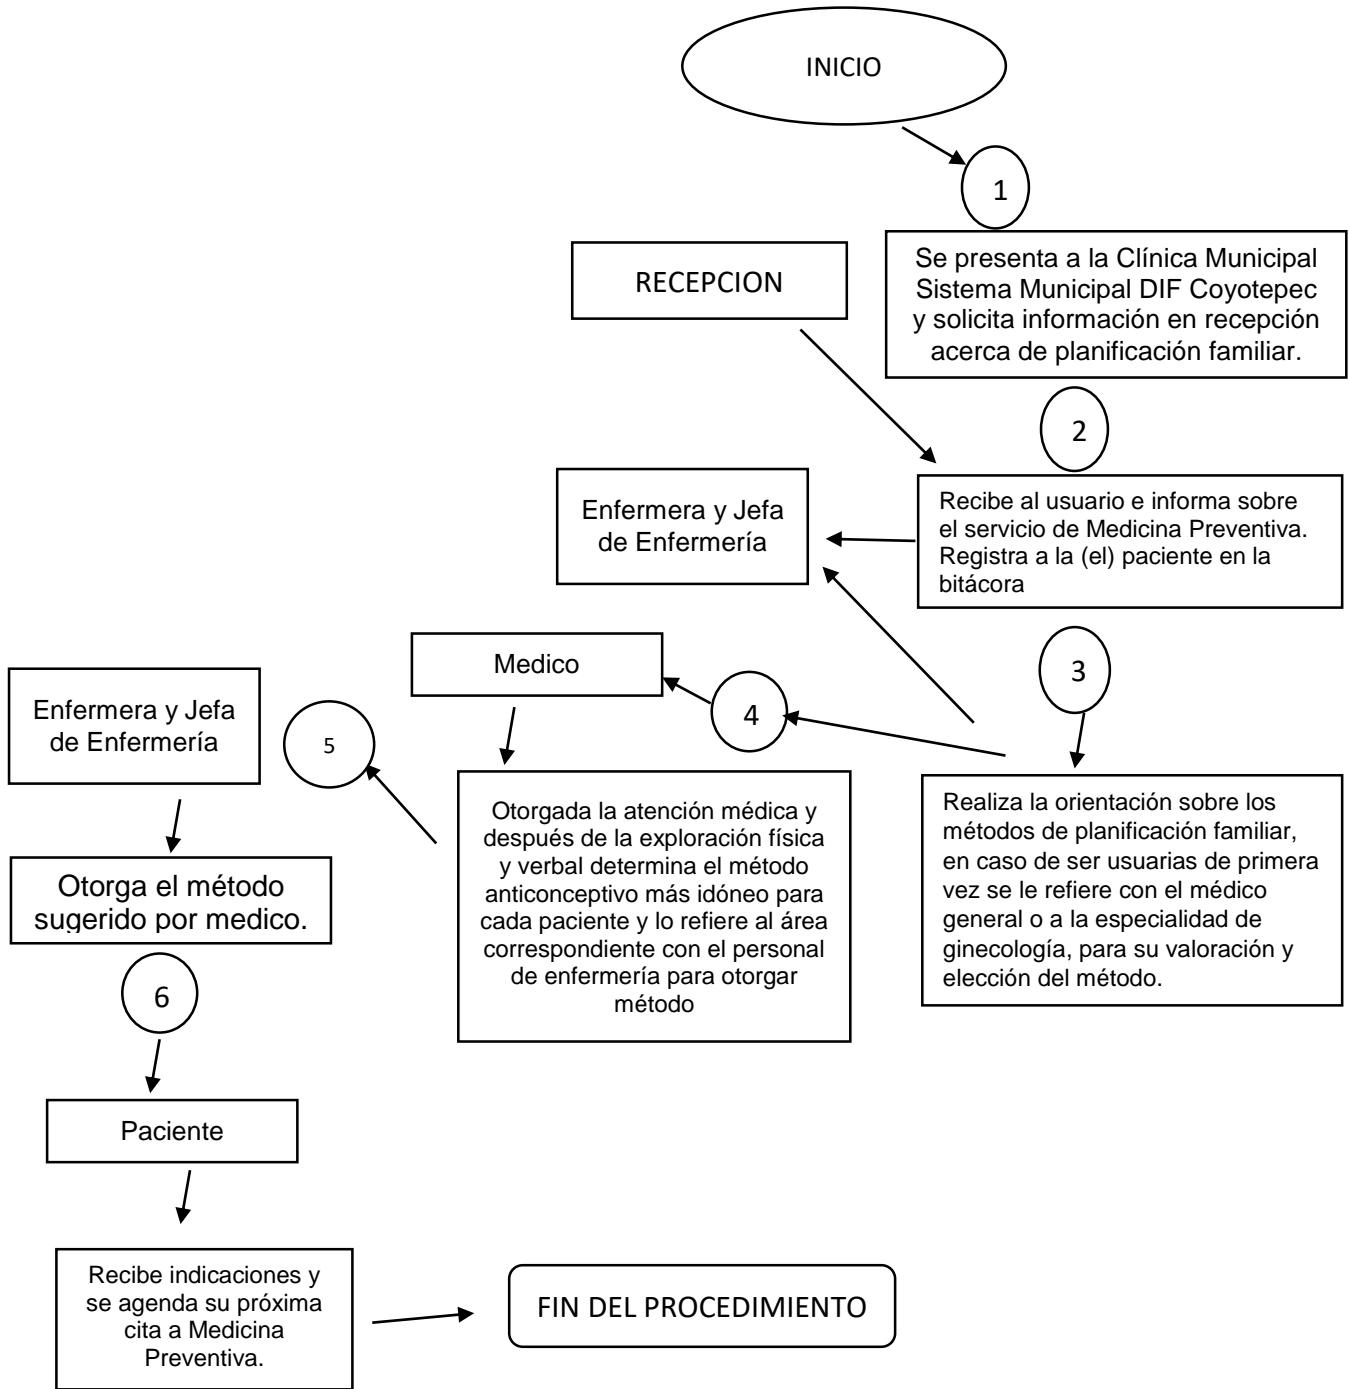 INICIO
1
RECEPCION
Se presenta a la Clínica Municipal
Sistema Municipal DIF Coyotepec
y solicita información en recepción
acerca de planificación familiar.
2
Enfermera y Jefa
de Enfermería
Recibe al usuario e informa sobre
el servicio de Medicina Preventiva.
Registra a la (el) paciente en la
bitácora
3
Medico
4
Enfermera y Jefa
de Enfermería
5
Realiza la orientación sobre los
métodos de planificación familiar,
en caso de ser usuarias de primera
vez se le refiere con el médico
general o a la especialidad de
ginecología, para su valoración y
elección del método.
Otorgada la atención médica y
después de la exploración física
y verbal determina el método
anticonceptivo más idóneo para
cada paciente y lo refiere al área
correspondiente con el personal
de enfermería para otorgar
método
Otorga el método
sugerido por medico.
6
Paciente
Recibe indicaciones y
se agenda su próxima
cita a Medicina
Preventiva.
FIN DEL PROCEDIMIENTO